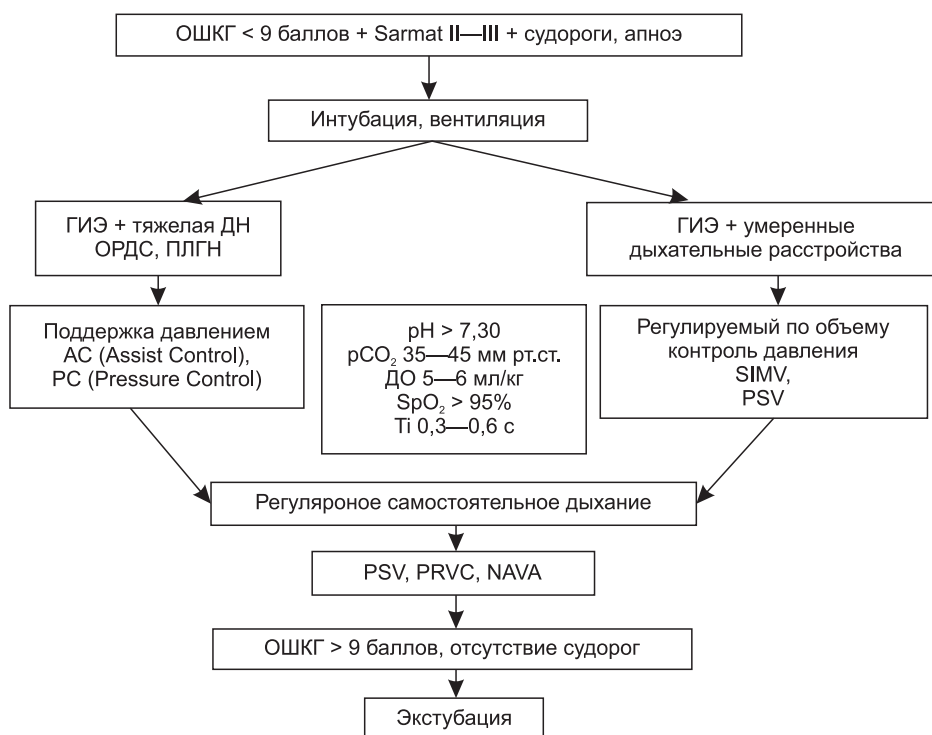 ОШКГ < 9 баллов + Sarmat II—III + судороги, апноэ
Интубация, вентиляция
ГИЭ + тяжелая ДН
ОРДС, ПЛГН
ГИЭ + умеренные
дыхательные расстройства
Поддержка давлением
AC (Assist Control),
PC (Pressure Control)
pH > 7,30
pCO₂ 35—45 мм рт.ст.
ДО 5—6 мл/кг
SpO₂ > 95%
Ti 0,3—0,6 с
Регулируемый по объему
контроль давления
SIMV,
PSV
Регуляроное самостоятельное дыхание
PSV, PRVC, NAVA
ОШКГ > 9 баллов, отсутствие судорог
Экстубация